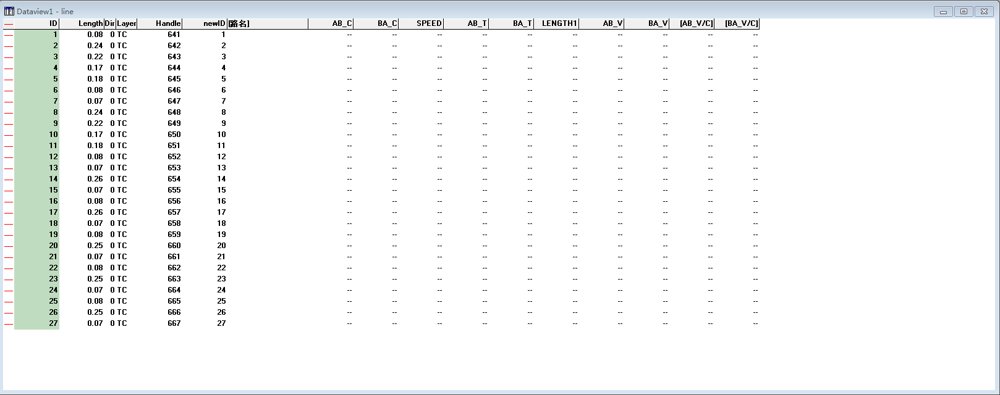 Dataview1 - line
ID Length Dir Layer Handle newID [路名] AB_C BA_C SPEED AB_T BA_T LENGTH1 AB_V BA_V [AB_V/C] [BA_V/C]
1 0.08 0 TC 641 1 -- -- -- -- -- -- -- -- -- --
2 0.24 0 TC 642 2 -- -- -- -- -- -- -- -- -- --
3 0.22 0 TC 643 3 -- -- -- -- -- -- -- -- -- --
4 0.17 0 TC 644 4 -- -- -- -- -- -- -- -- -- --
5 0.18 0 TC 645 5 -- -- -- -- -- -- -- -- -- --
6 0.08 0 TC 646 6 -- -- -- -- -- -- -- -- -- --
7 0.07 0 TC 647 7 -- -- -- -- -- -- -- -- -- --
8 0.24 0 TC 648 8 -- -- -- -- -- -- -- -- -- --
9 0.22 0 TC 649 9 -- -- -- -- -- -- -- -- -- --
10 0.17 0 TC 650 10 -- -- -- -- -- -- -- -- -- --
11 0.18 0 TC 651 11 -- -- -- -- -- -- -- -- -- --
12 0.08 0 TC 652 12 -- -- -- -- -- -- -- -- -- --
13 0.07 0 TC 653 13 -- -- -- -- -- -- -- -- -- --
14 0.26 0 TC 654 14 -- -- -- -- -- -- -- -- -- --
15 0.07 0 TC 655 15 -- -- -- -- -- -- -- -- -- --
16 0.08 0 TC 656 16 -- -- -- -- -- -- -- -- -- --
17 0.26 0 TC 657 17 -- -- -- -- -- -- -- -- -- --
18 0.07 0 TC 658 18 -- -- -- -- -- -- -- -- -- --
19 0.08 0 TC 659 19 -- -- -- -- -- -- -- -- -- --
20 0.25 0 TC 660 20 -- -- -- -- -- -- -- -- -- --
21 0.07 0 TC 661 21 -- -- -- -- -- -- -- -- -- --
22 0.08 0 TC 662 22 -- -- -- -- -- -- -- -- -- --
23 0.25 0 TC 663 23 -- -- -- -- -- -- -- -- -- --
24 0.07 0 TC 664 24 -- -- -- -- -- -- -- -- -- --
25 0.08 0 TC 665 25 -- -- -- -- -- -- -- -- -- --
26 0.25 0 TC 666 26 -- -- -- -- -- -- -- -- -- --
27 0.07 0 TC 667 27 -- -- -- -- -- -- -- -- -- --